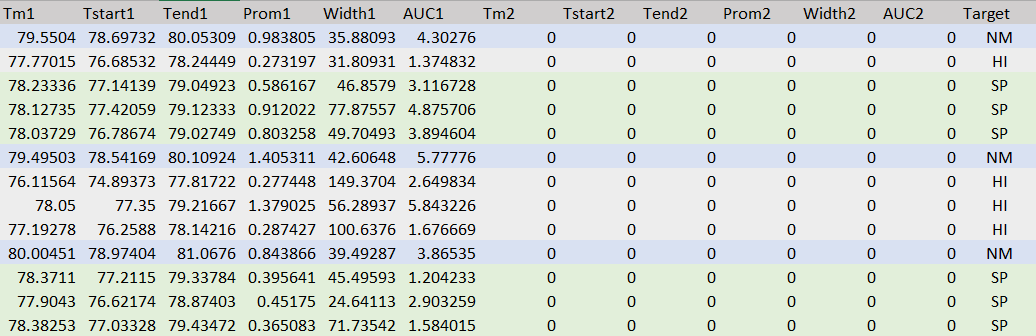 Tm1 Tstart1 Tend1 Prom1 Width1 AUC1 Tm2 Tstart2 Tend2 Prom2 Width2 AUC2 Target
79.5504 78.69732 80.05309 0.983805 35.88093 4.30276 0 0 0 0 0 0 NM
77.77015 76.68532 78.24449 0.273197 31.80931 1.374832 0 0 0 0 0 0 HI
78.23336 77.14139 79.04923 0.586167 46.8579 3.116728 0 0 0 0 0 0 SP
78.12735 77.42059 79.12333 0.912022 77.87557 4.875706 0 0 0 0 0 0 SP
78.03729 76.78674 79.02749 0.803258 49.70493 3.894604 0 0 0 0 0 0 SP
79.49503 78.54169 80.10924 1.405311 42.60648 5.77776 0 0 0 0 0 0 NM
76.11564 74.89373 77.81722 0.277448 149.3704 2.649834 0 0 0 0 0 0 HI
78.05 77.35 79.21667 1.379025 56.28937 5.843226 0 0 0 0 0 0 HI
77.19278 76.2588 78.14216 0.287427 100.6376 1.676669 0 0 0 0 0 0 HI
80.00451 78.97404 81.0676 0.843866 39.49287 3.86535 0 0 0 0 0 0 NM
78.3711 77.2115 79.33784 0.395641 45.49593 1.204233 0 0 0 0 0 0 SP
77.9043 76.62174 78.87403 0.45175 24.64113 2.903259 0 0 0 0 0 0 SP
78.38253 77.03328 79.43472 0.365083 71.73542 1.584015 0 0 0 0 0 0 SP